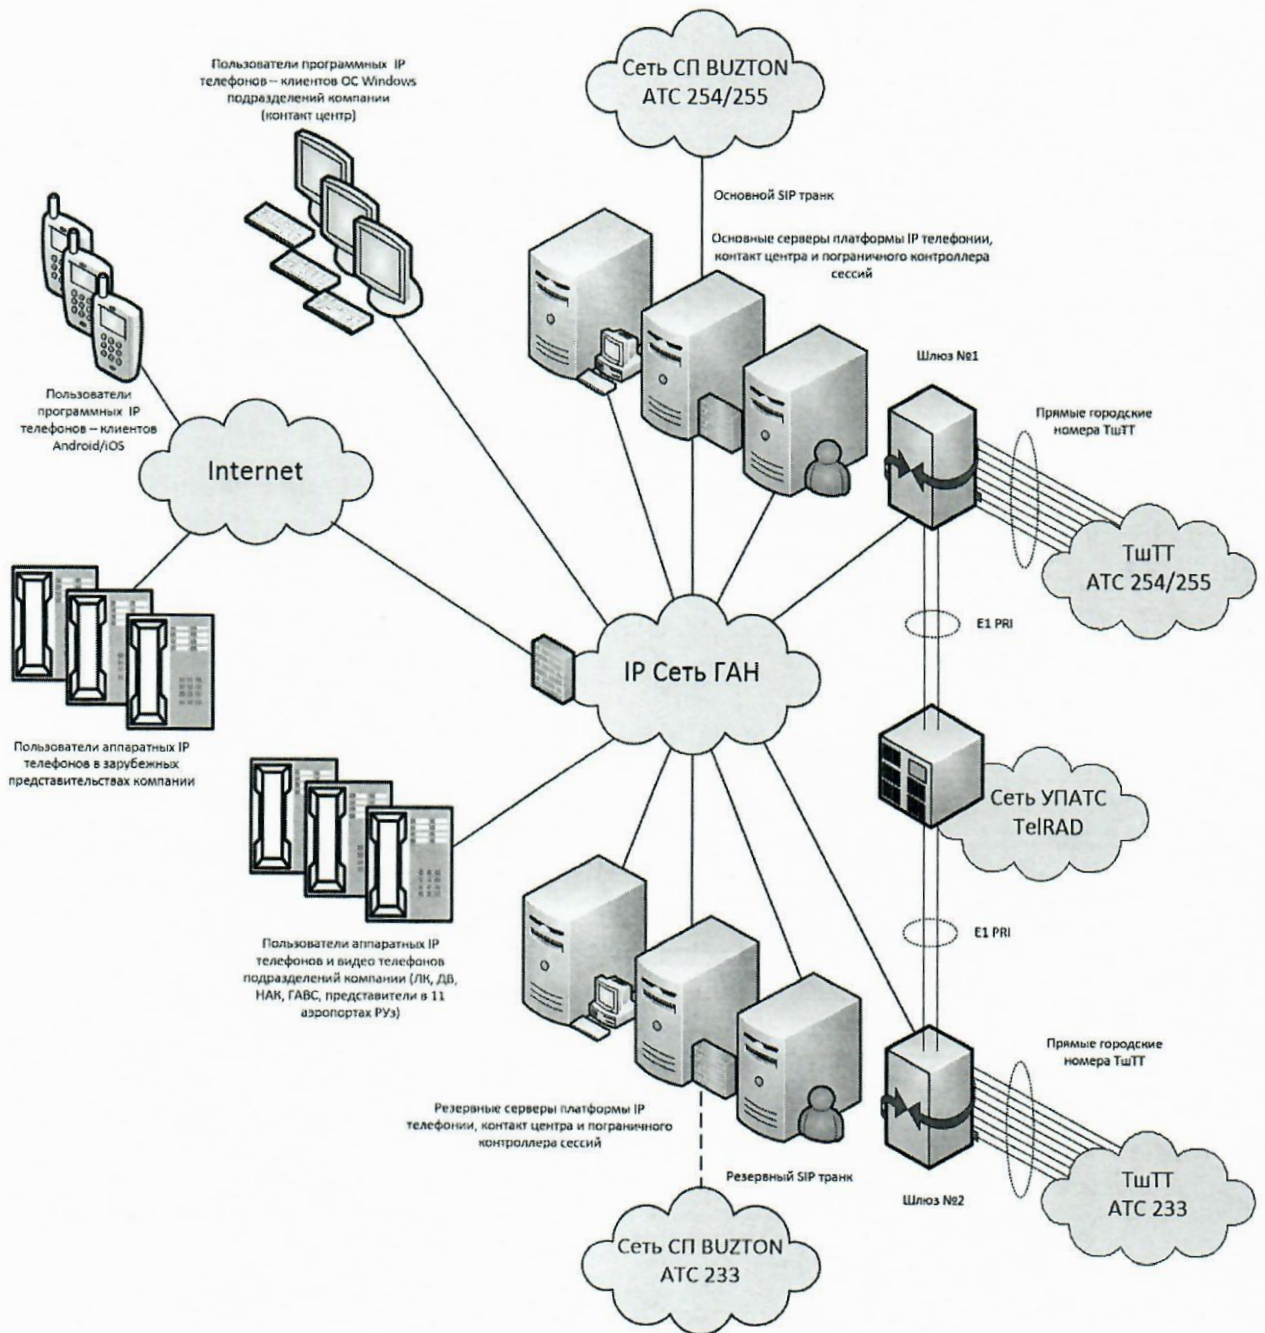 Сеть СП BUZTON
АТС 254/255
Пользователи программных IP
телефонов – клиентов ОС Windows
подразделений компании
(контакт центр)
Основной SIP транк
Основные серверы платформы IP телефонии,
контакт центра и пограничного контроллера
сессий
Шлюз №1
Прямые городские
номера ТшТТ
Пользователи
программных IP
телефонов – клиентов
Android/iOS
Internet
ТшТТ
АТС 254/255
E1 PRI
IP Сеть ГАН
Пользователи аппаратных IP
телефонов в зарубежных
представительствах компании
Сеть УПАТС
TelRAD
E1 PRI
Пользователи аппаратных IP
телефонов и видео телефонов
подразделений компании (ЛК, ДВ,
НАК, ГАВС, представители в 11
аэропортах РУз)
Прямые городские
номера ТшТТ
Резервные серверы платформы IP
телефонии, контакт центра и пограничного
контроллера сессий
Резервный SIP транк
Шлюз №2
ТшТТ
АТС 233
Сеть СП BUZTON
АТС 233